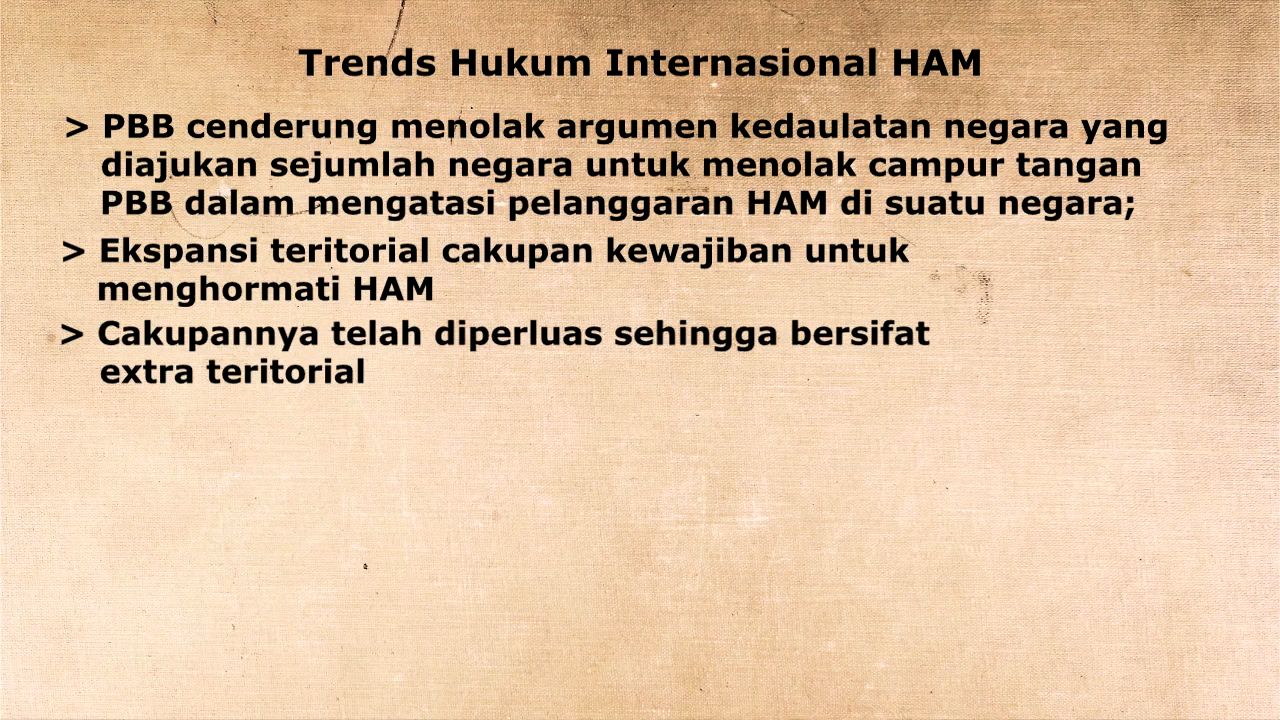 Trends Hukum Internasional HAM
> PBB cenderung menolak argumen kedaulatan negara yang
diajukan sejumlah negara untuk menolak campur tangan
PBB dalam mengatasi pelanggaran HAM di suatu negara;
> Ekspansi teritorial cakupan kewajiban untuk
menghormati HAM
> Cakupannya telah diperluas sehingga bersifat
extra teritorial